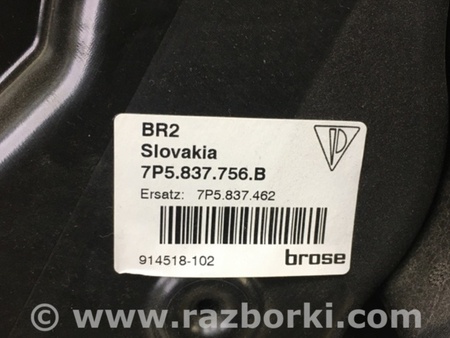 BR2
Slovakia
7P5.837.756.B
Ersatz: 7P5.837.462
914518-102
brose
© www.razborki.com